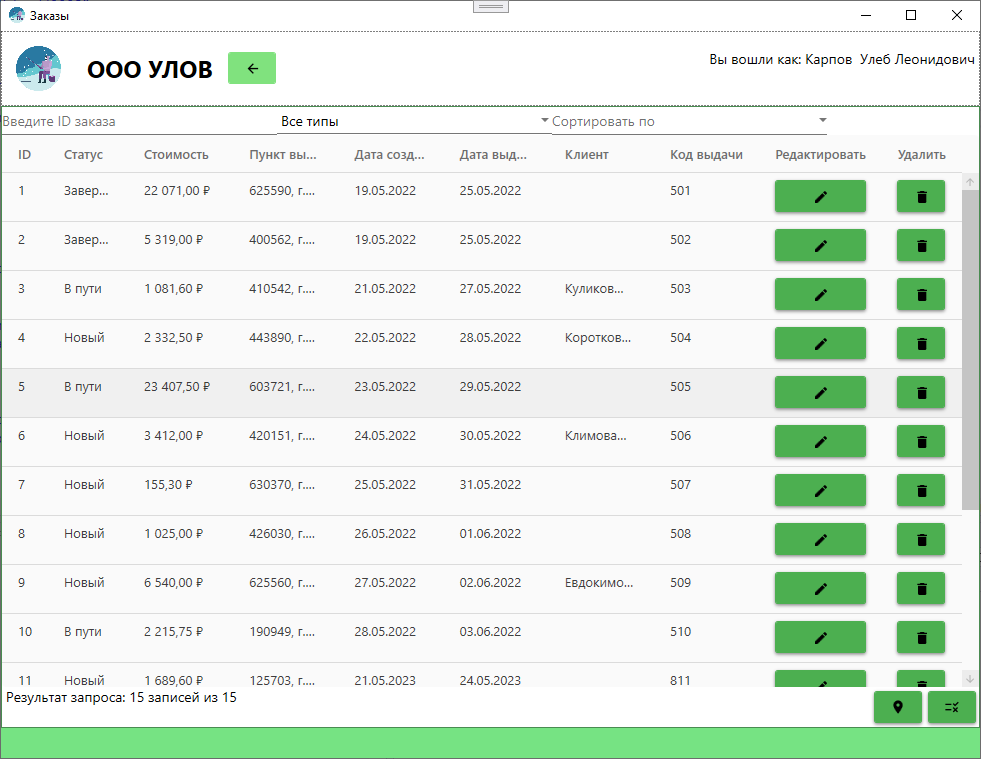 Заказы
ООО УЛОВ
Вы вошли как: Карпов  Улеб Леонидович
Введите ID заказа Все типы Сортировать по
ID Статус Стоимость Пункт вы... Дата созд... Дата выд... Клиент Код выдачи Редактировать Удалить
1 Завер... 22 071,00 ₽ 625590, г.... 19.05.2022 25.05.2022 501
2 Завер... 5 319,00 ₽ 400562, г.... 19.05.2022 25.05.2022 502
3 В пути 1 081,60 ₽ 410542, г.... 21.05.2022 27.05.2022 Куликов... 503
4 Новый 2 332,50 ₽ 443890, г.... 22.05.2022 28.05.2022 Коротков... 504
5 В пути 23 407,50 ₽ 603721, г.... 23.05.2022 29.05.2022 505
6 Новый 3 412,00 ₽ 420151, г.... 24.05.2022 30.05.2022 Климова... 506
7 Новый 155,30 ₽ 630370, г.... 25.05.2022 31.05.2022 507
8 Новый 1 025,00 ₽ 426030, г.... 26.05.2022 01.06.2022 508
9 Новый 6 540,00 ₽ 625560, г.... 27.05.2022 02.06.2022 Евдокимо... 509
10 В пути 2 215,75 ₽ 190949, г.... 28.05.2022 03.06.2022 510
11 Новый 1 689,60 ₽ 125703, г.... 21.05.2023 24.05.2023 811
Результат запроса: 15 записей из 15